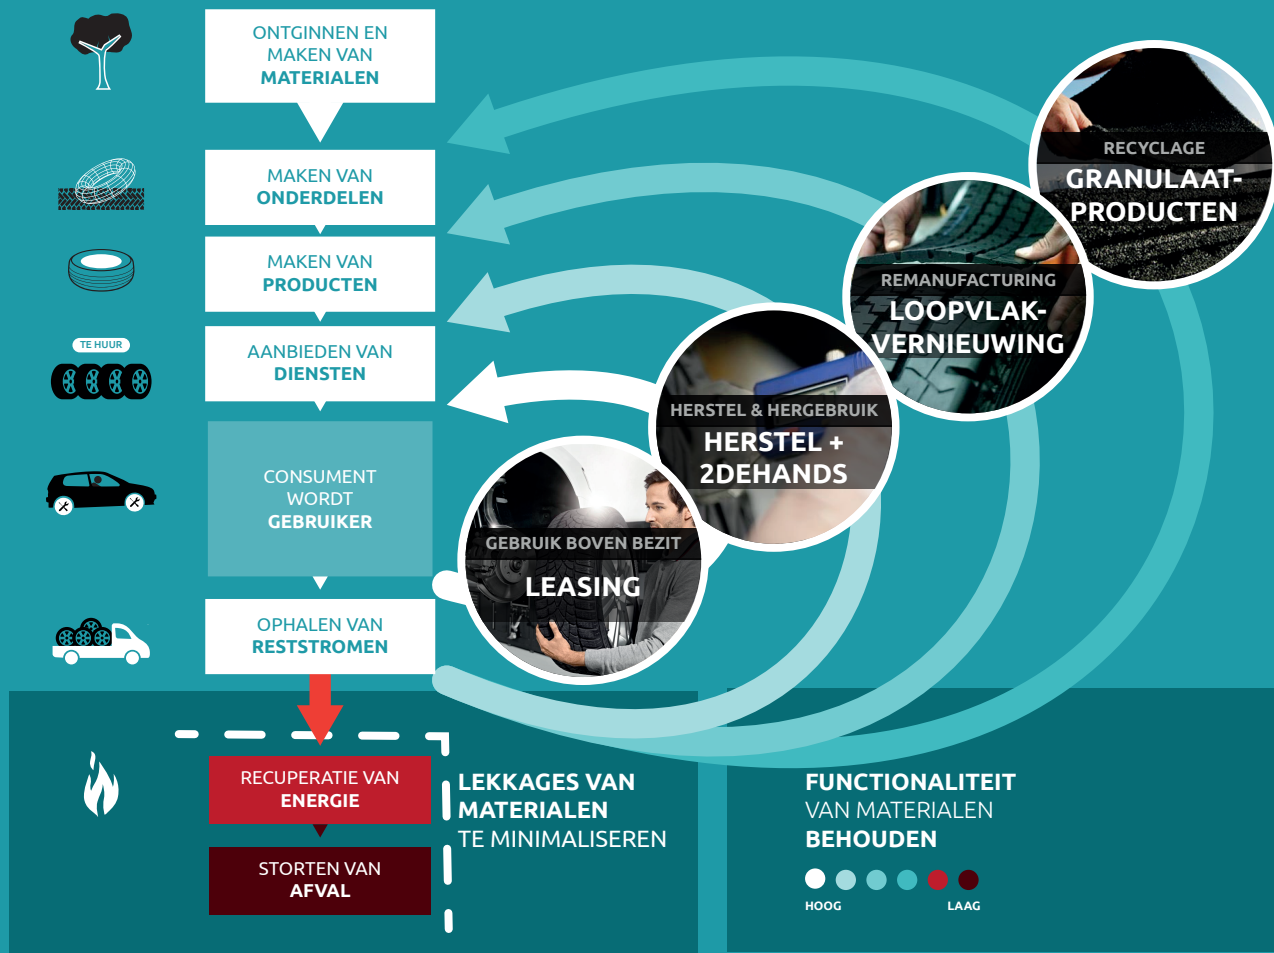 ONTGINNEN EN
MAKEN VAN
MATERIALEN
MAKEN VAN
ONDERDELEN
MAKEN VAN
PRODUCTEN
TE HUUR
AANBIEDEN VAN
DIENSTEN
CONSUMENT
WORDT
GEBRUIKER
OPHALEN VAN
RESTSTROMEN
RECYCLAGE
GRANULAAT-
PRODUCTEN
REMANUFACTURING
LOOPVLAK-
VERNIEUWING
HERSTEL & HERGEBRUIK
HERSTEL +
2DEHANDS
GEBRUIK BOVEN BEZIT
LEASING
RECUPERATIE VAN
ENERGIE
STORTEN VAN
AFVAL
LEKKAGES VAN
MATERIALEN
TE MINIMALISEREN
FUNCTIONALITEIT
VAN MATERIALEN
BEHOUDEN
HOOG
LAAG